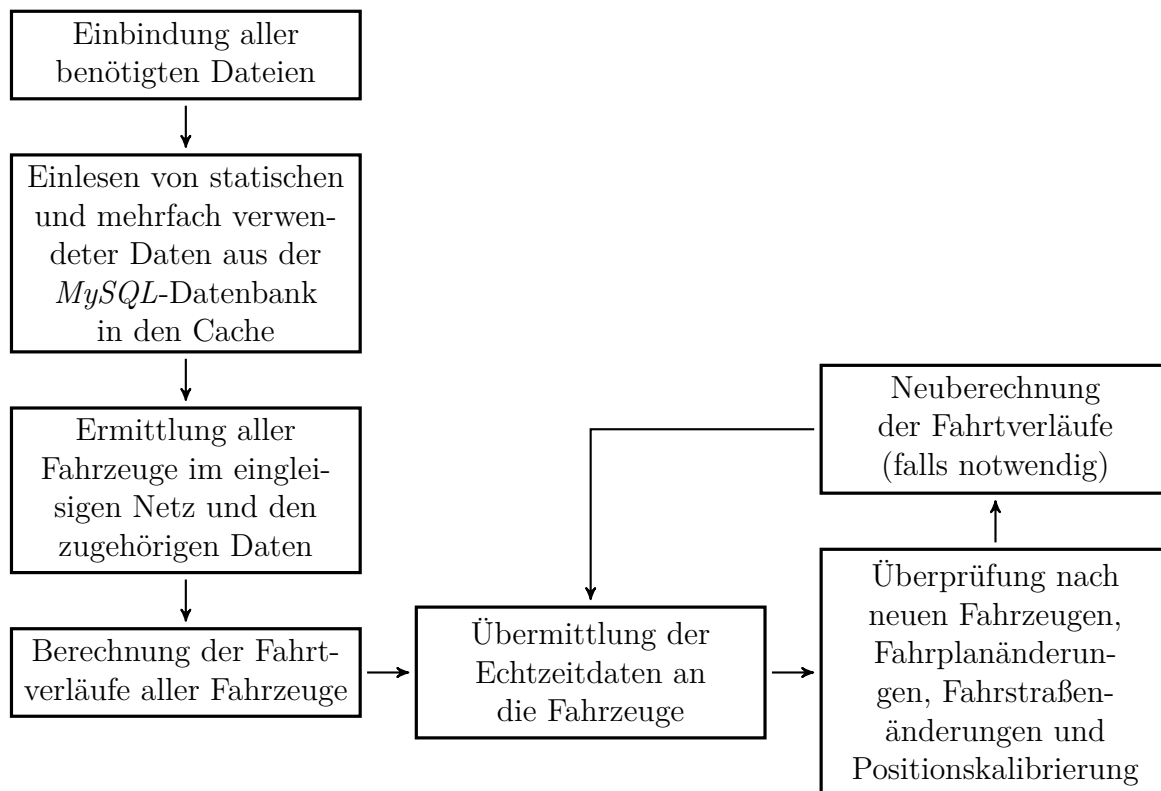 Einbindung aller
benötigten Dateien
Einlesen von statischen
und mehrfach verwen-
deter Daten aus der
MySQL-Datenbank
in den Cache
Ermittlung aller
Fahrzeuge im einglei-
sigen Netz und den
zugehörigen Daten
Berechnung der Fahrt-
verläufe aller Fahrzeuge
Übermittlung der
Echtzeitdaten an
die Fahrzeuge
Überprüfung nach
neuen Fahrzeugen,
Fahrplanänderun-
gen, Fahrstraßen-
änderungen und
Positionskalibrierung
Neuberechnung
der Fahrtverläufe
(falls notwendig)